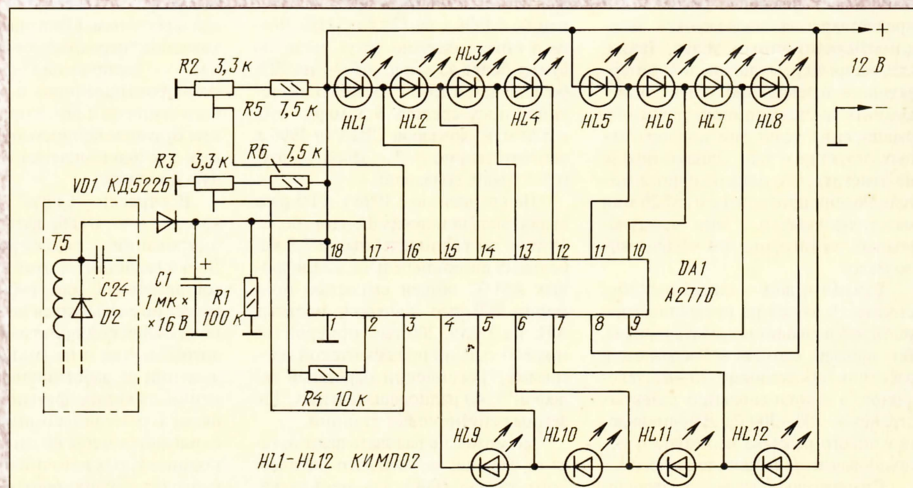 R2 3,3 к
R5 7,5 к
HL1
HL2
HL3
HL4
HL5
HL6
HL7
HL8
+
12 В
−
R3 3,3 к
R6 7,5 к
VD1 КД522Б
T5
C24
D2
C1
+
1 мк ×
× 16 В
R1
100 к
18 17 16 15 14 13 12 11 10
1 2 3 4 5 6 7 8 9
DA1
A277D
R4 10 к
HL9
HL10
HL11
HL12
HL1-HL12 КИМП02